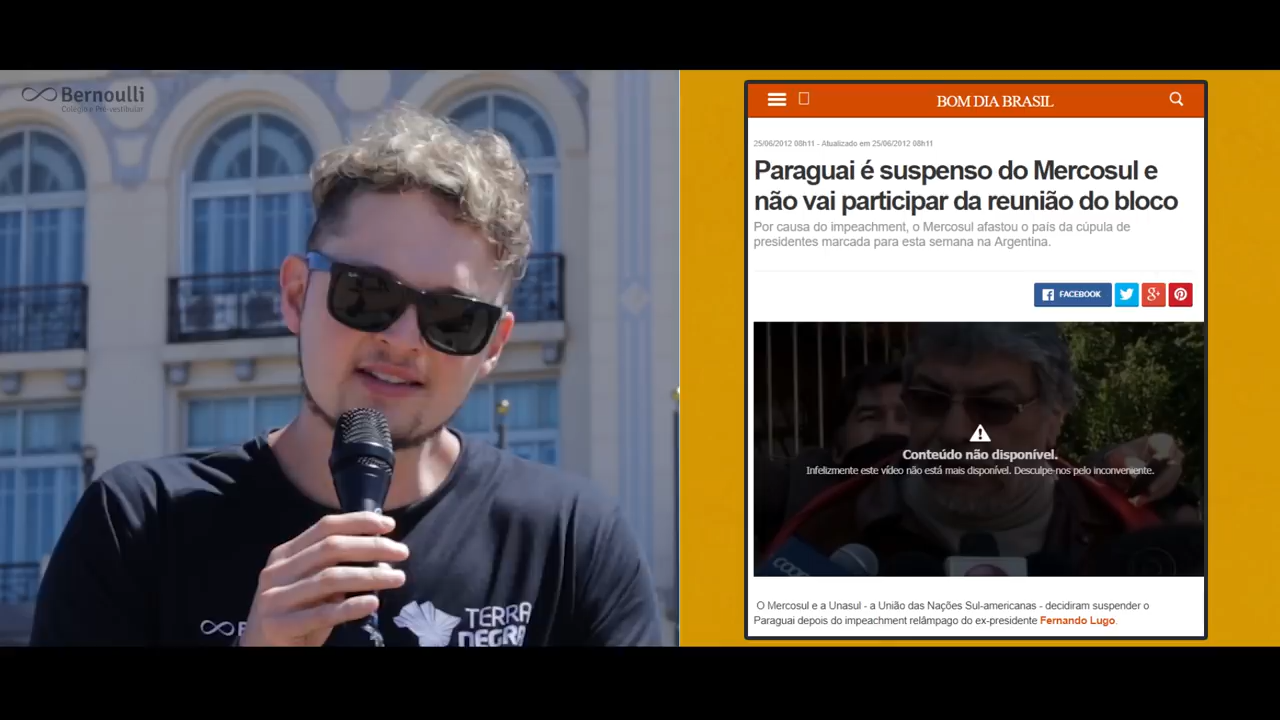 Bernoulli
Colégio e Pré-vestibular
TERRA
NEGRA
BOM DIA BRASIL
25/06/2012 08h11 - Atualizado em 25/06/2012 08h11
Paraguai é suspenso do Mercosul e
não vai participar da reunião do bloco
Por causa do impeachment, o Mercosul afastou o país da cúpula de
presidentes marcada para esta semana na Argentina.
FACEBOOK
Conteúdo não disponível.
Infelizmente este vídeo não está mais disponível. Desculpe-nos pelo inconveniente.
O Mercosul e a Unasul - a União das Nações Sul-americanas - decidiram suspender o
Paraguai depois do impeachment relâmpago do ex-presidente Fernando Lugo.